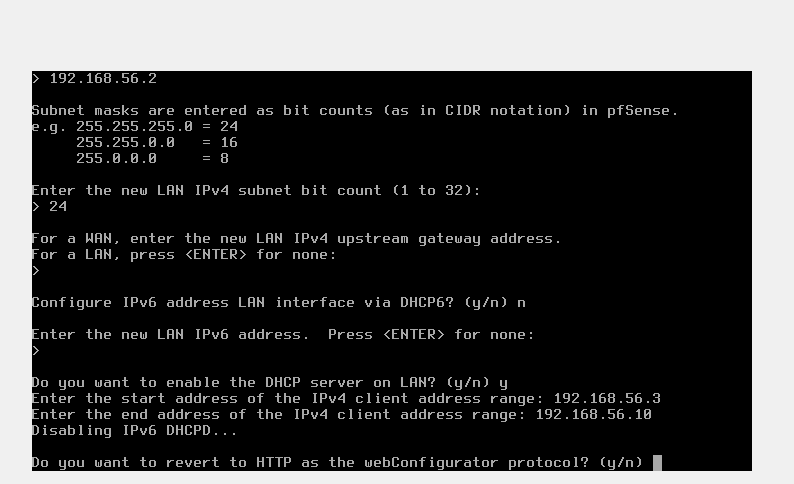 > 192.168.56.2
Subnet masks are entered as bit counts (as in CIDR notation) in pfSense.
e.g. 255.255.255.0 = 24
     255.255.0.0   = 16
     255.0.0.0     = 8
Enter the new LAN IPv4 subnet bit count (1 to 32):
> 24
For a WAN, enter the new LAN IPv4 upstream gateway address.
For a LAN, press <ENTER> for none:
>
Configure IPv6 address LAN interface via DHCP6? (y/n) n
Enter the new LAN IPv6 address.  Press <ENTER> for none:
>
Do you want to enable the DHCP server on LAN? (y/n) y
Enter the start address of the IPv4 client address range: 192.168.56.3
Enter the end address of the IPv4 client address range: 192.168.56.10
Disabling IPv6 DHCPD...
Do you want to revert to HTTP as the webConfigurator protocol? (y/n)